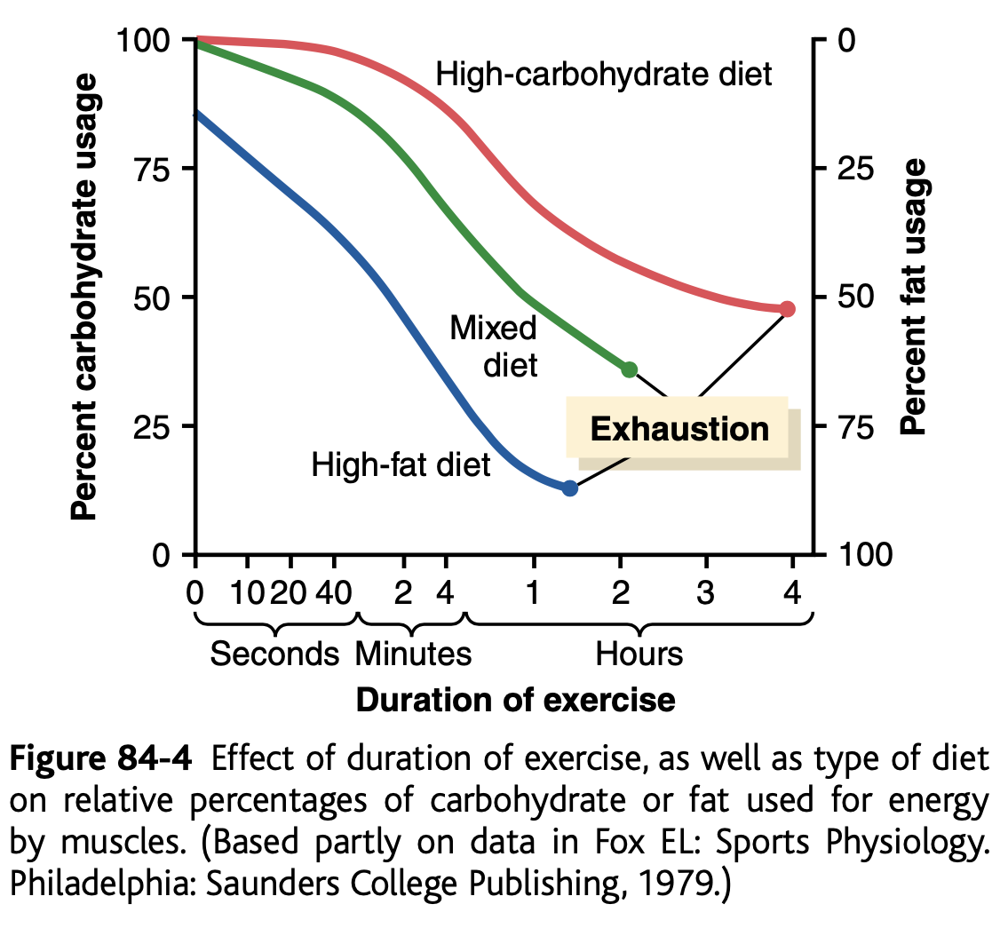 100
75
50
25
0
Percent carbohydrate usage
0
25
50
75
100
Percent fat usage
High-carbohydrate diet
Mixed
diet
High-fat diet
Exhaustion
0 10 20 40 2 4 1 2 3 4
Seconds Minutes Hours
Duration of exercise
Figure 84-4 Effect of duration of exercise, as well as type of diet
on relative percentages of carbohydrate or fat used for energy
by muscles. (Based partly on data in Fox EL: Sports Physiology.
Philadelphia: Saunders College Publishing, 1979.)